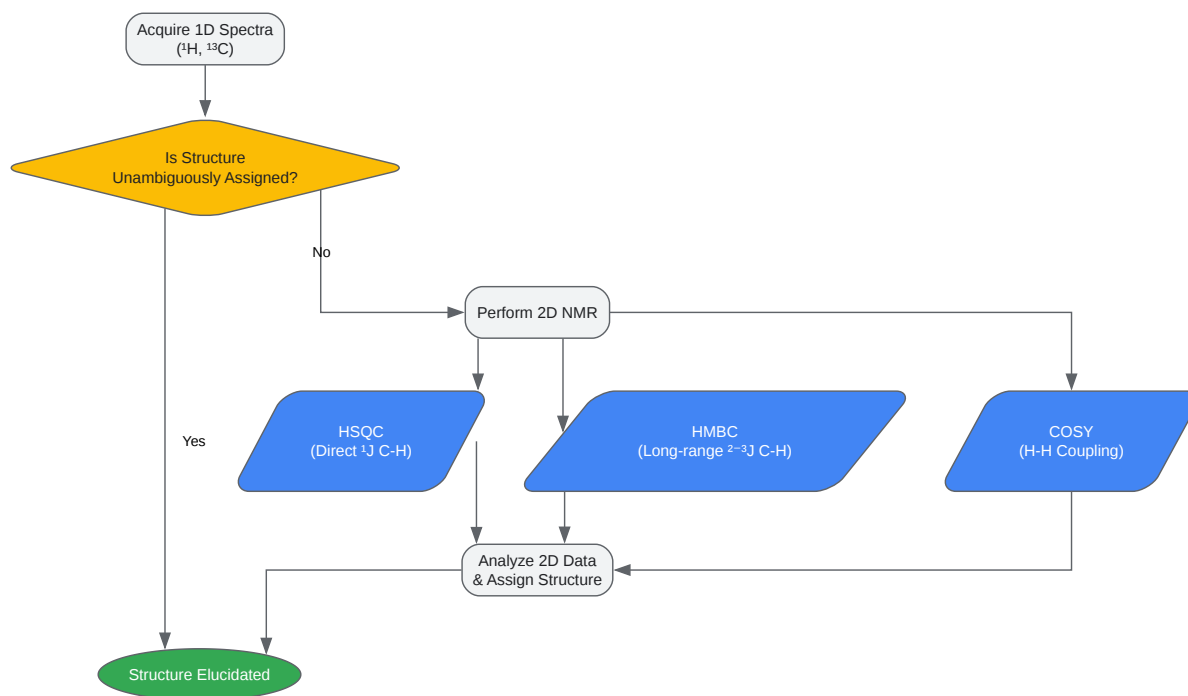 Acquire 1D Spectra
(¹H, ¹³C)
Is Structure
Unambiguously Assigned?
No
Perform 2D NMR
HSQC
(Direct ¹J C-H)
HMBC
(Long-range ²⁻³J C-H)
COSY
(H-H Coupling)
Yes
Analyze 2D Data
& Assign Structure
Structure Elucidated